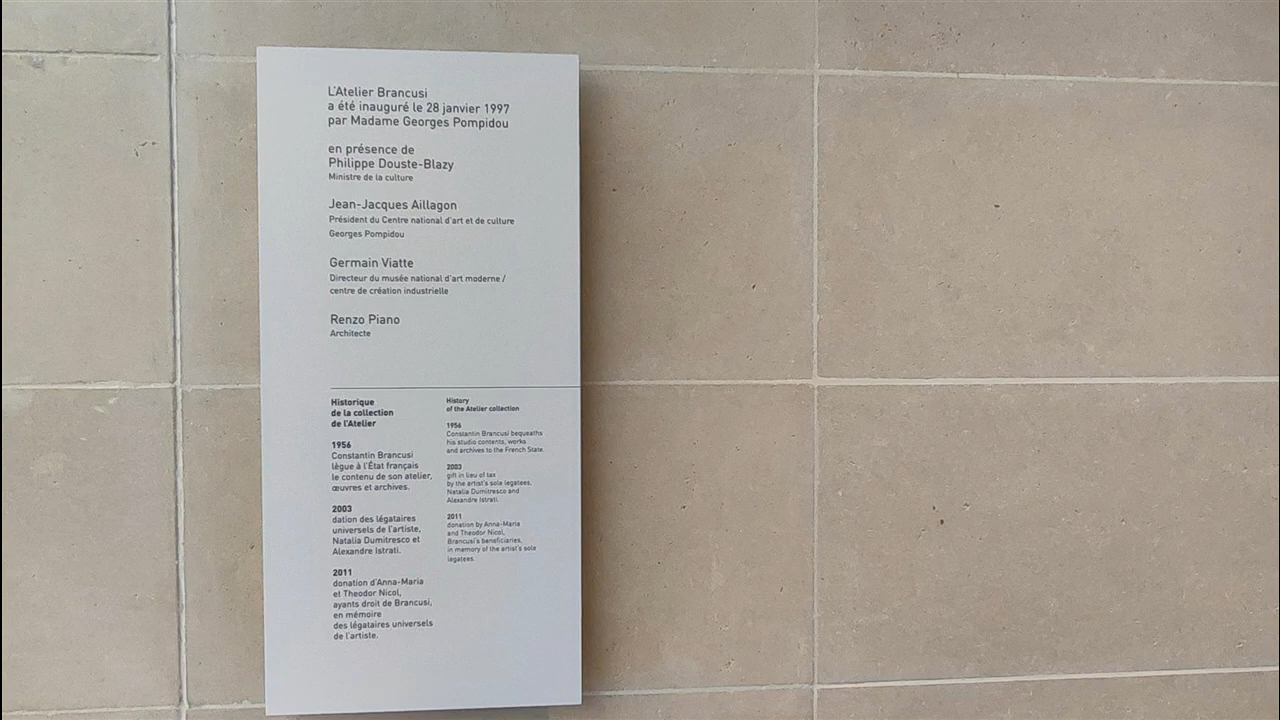 L'Atelier Brancusi
a été inauguré le 28 janvier 1997
par Madame Georges Pompidou
en présence de
Philippe Douste-Blazy
Ministre de la culture
Jean-Jacques Aillagon
Président du Centre national d'art et de culture
Georges Pompidou
Germain Viatte
Directeur du musée national d'art moderne /
centre de création industrielle
Renzo Piano
Architecte
Historique
de la collection
de l'Atelier
1956
Constantin Brancusi
lègue à l'État français
le contenu de son atelier,
œuvres et archives.
2003
dation des légataires
universels de l'artiste,
Natalia Dumitresco et
Alexandre Istrati.
2011
donation d'Anna-Maria
et Theodor Nicol,
ayants droit de Brancusi,
en mémoire
des légataires universels
de l'artiste.
History
of the Atelier collection
1956
Constantin Brancusi bequeaths
his studio contents, works
and archives to the French State.
2003
gift in lieu of tax
by the artist's sole legatees,
Natalia Dumitresco and
Alexandre Istrati.
2011
donation by Anna-Maria
and Theodor Nicol,
Brancusi's beneficiaries,
in memory of the artist's sole
legatees.